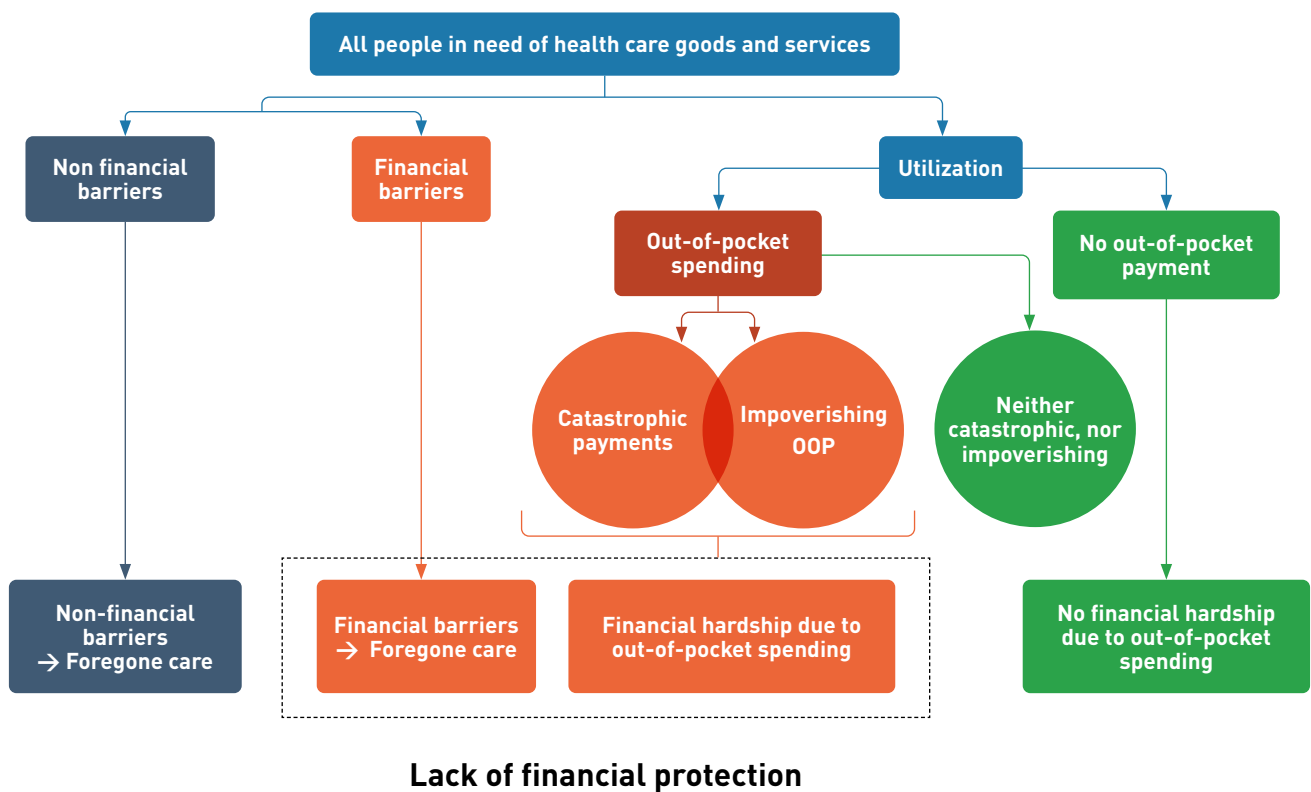 All people in need of health care goods and services
Non financial
barriers
Financial
barriers
Utilization
Out-of-pocket
spending
No out-of-pocket
payment
Catastrophic
payments
Impoverishing
OOP
Neither
catastrophic, nor
impoverishing
Non-financial
barriers
→ Foregone care
Financial barriers
→ Foregone care
Financial hardship due to
out-of-pocket spending
No financial hardship
due to out-of-pocket
spending
Lack of financial protection